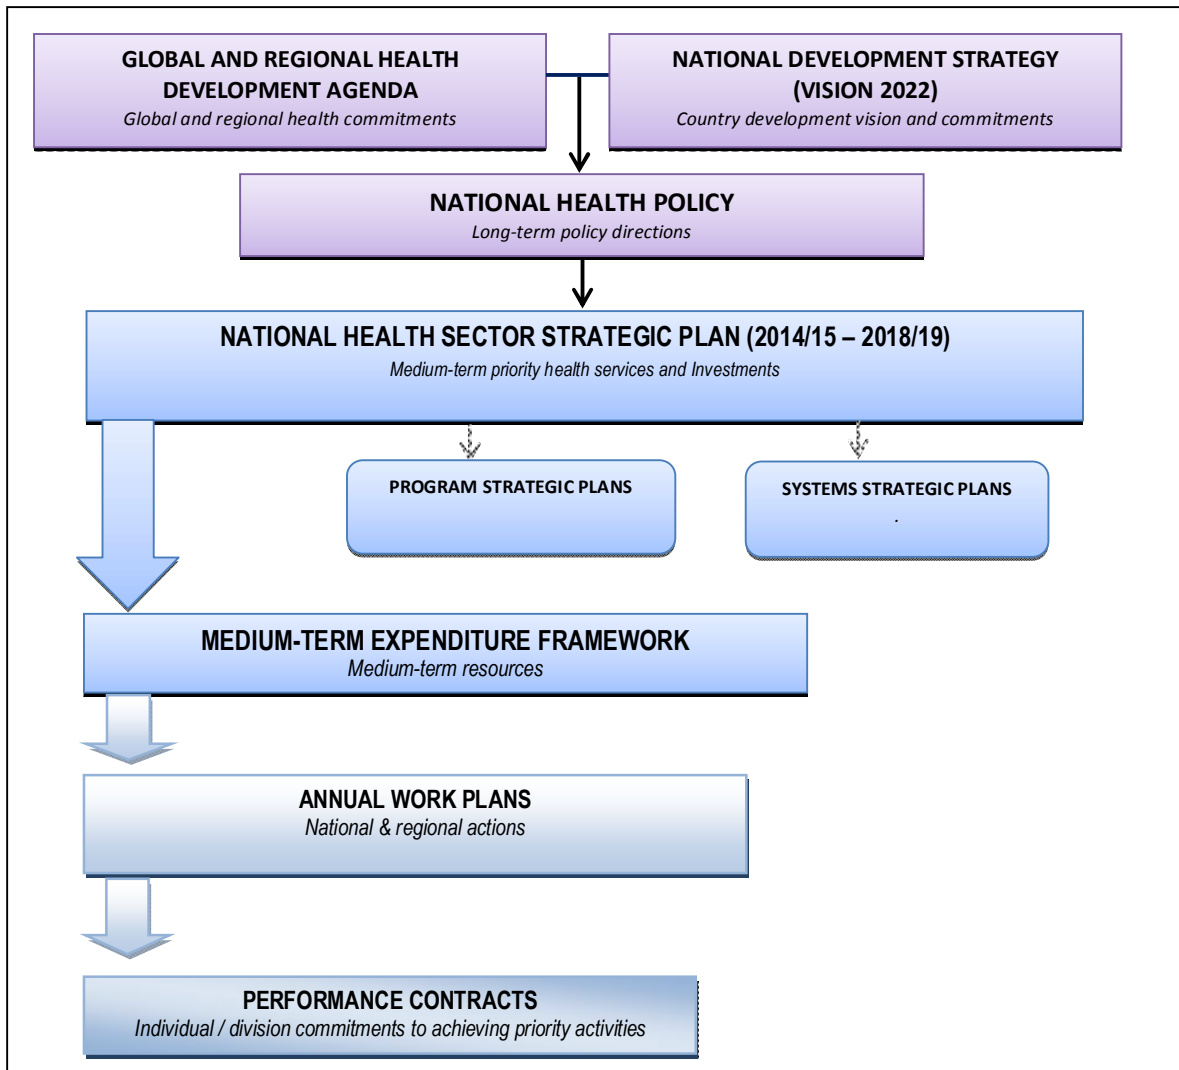 GLOBAL AND REGIONAL HEALTH
DEVELOPMENT AGENDA
Global and regional health commitments
NATIONAL DEVELOPMENT STRATEGY
(VISION 2022)
Country development vision and commitments
NATIONAL HEALTH POLICY
Long-term policy directions
NATIONAL HEALTH SECTOR STRATEGIC PLAN (2014/15 – 2018/19)
Medium-term priority health services and Investments
PROGRAM STRATEGIC PLANS
SYSTEMS STRATEGIC PLANS
.
MEDIUM-TERM EXPENDITURE FRAMEWORK
Medium-term resources
ANNUAL WORK PLANS
National & regional actions
PERFORMANCE CONTRACTS
Individual / division commitments to achieving priority activities